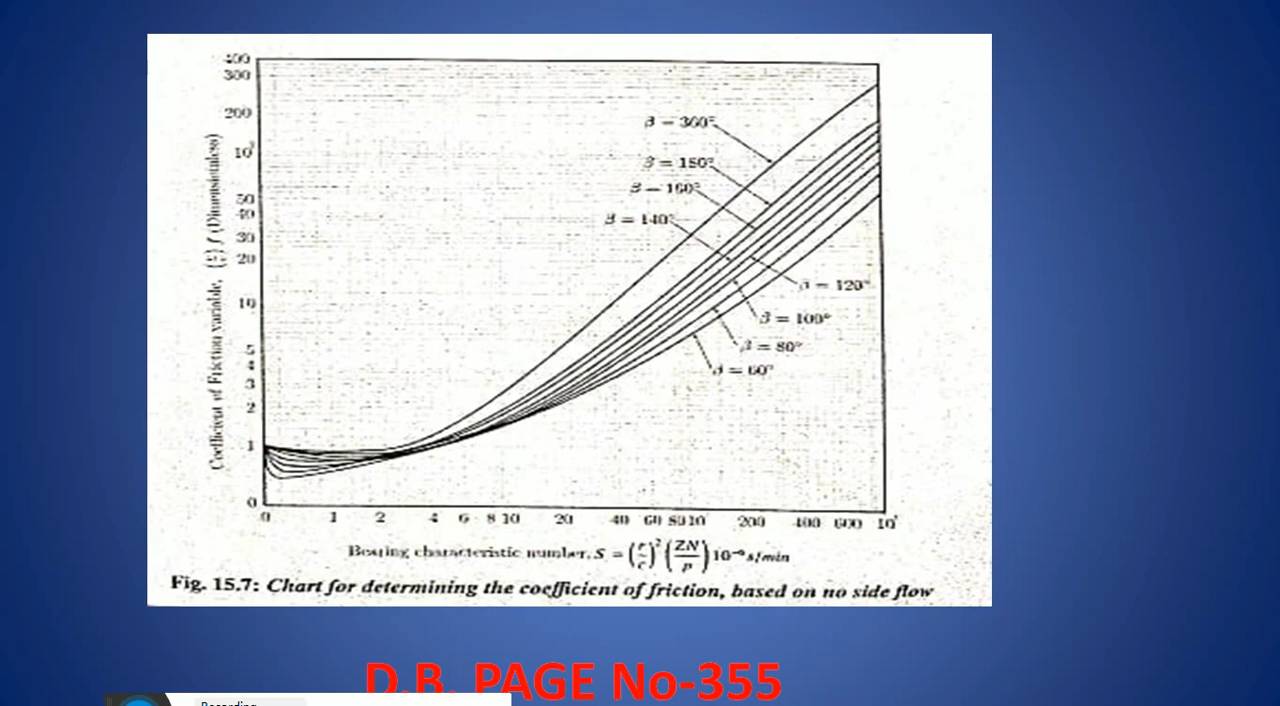 400
300
200
10²
50
40
30
20
10
5
4
3
2
1
0
Coefficient of Friction variable, (r/c) f (Dimensionless)
β = 360°
β = 180°
β = 160°
β = 140°
β = 120°
β = 100°
β = 80°
β = 60°
0 1 2 4 6 8 10 20 40 60 80 10² 200 400 600 10³
Bearing characteristic number, S = (r/c)² (ZN/p) 10⁻⁶ s/min
Fig. 15.7: Chart for determining the coefficient of friction, based on no side flow
D.B. PAGE No-355
Recording